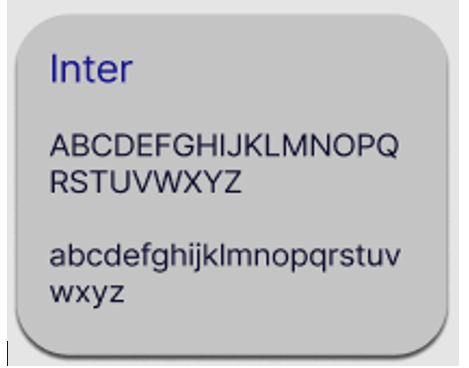 Inter
ABCDEFGHIJKLMNOPQ
RSTUVWXYZ
abcdefghijklmnopqrstuv
wxyz